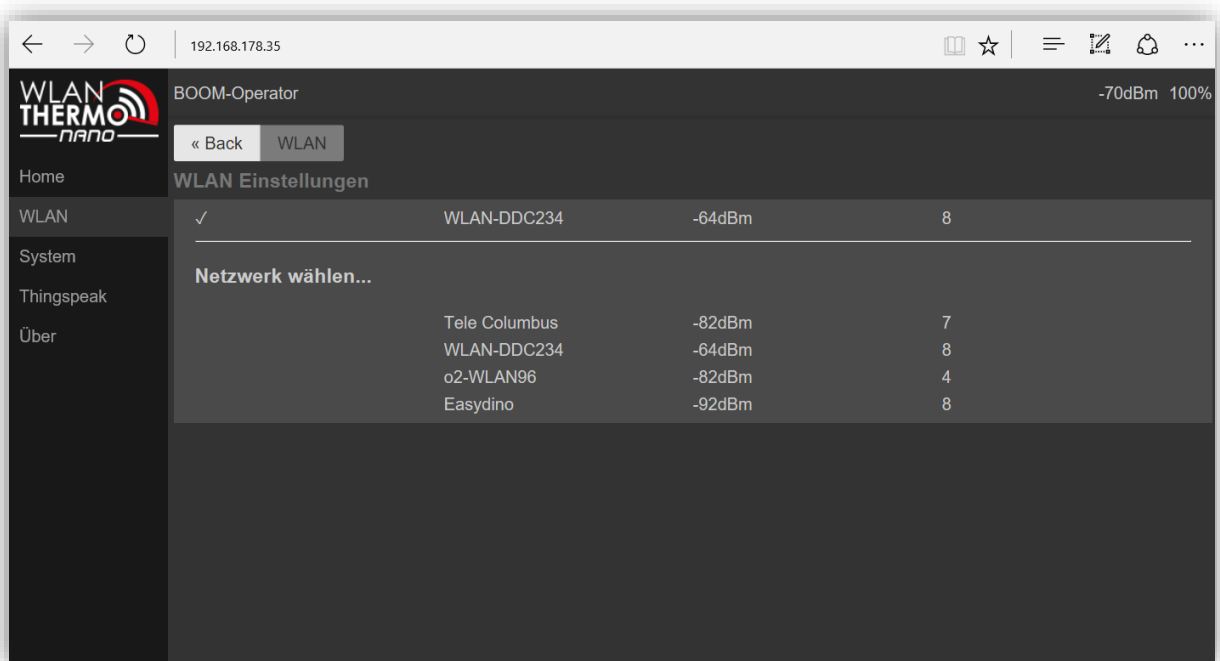 192.168.178.35
WLAN
THERMO
nano
BOOM-Operator -70dBm 100%
« Back WLAN
Home
WLAN
System
Thingspeak
Über
WLAN Einstellungen
✓ WLAN-DDC234 -64dBm 8
Netzwerk wählen...
Tele Columbus -82dBm 7
WLAN-DDC234 -64dBm 8
o2-WLAN96 -82dBm 4
Easydino -92dBm 8